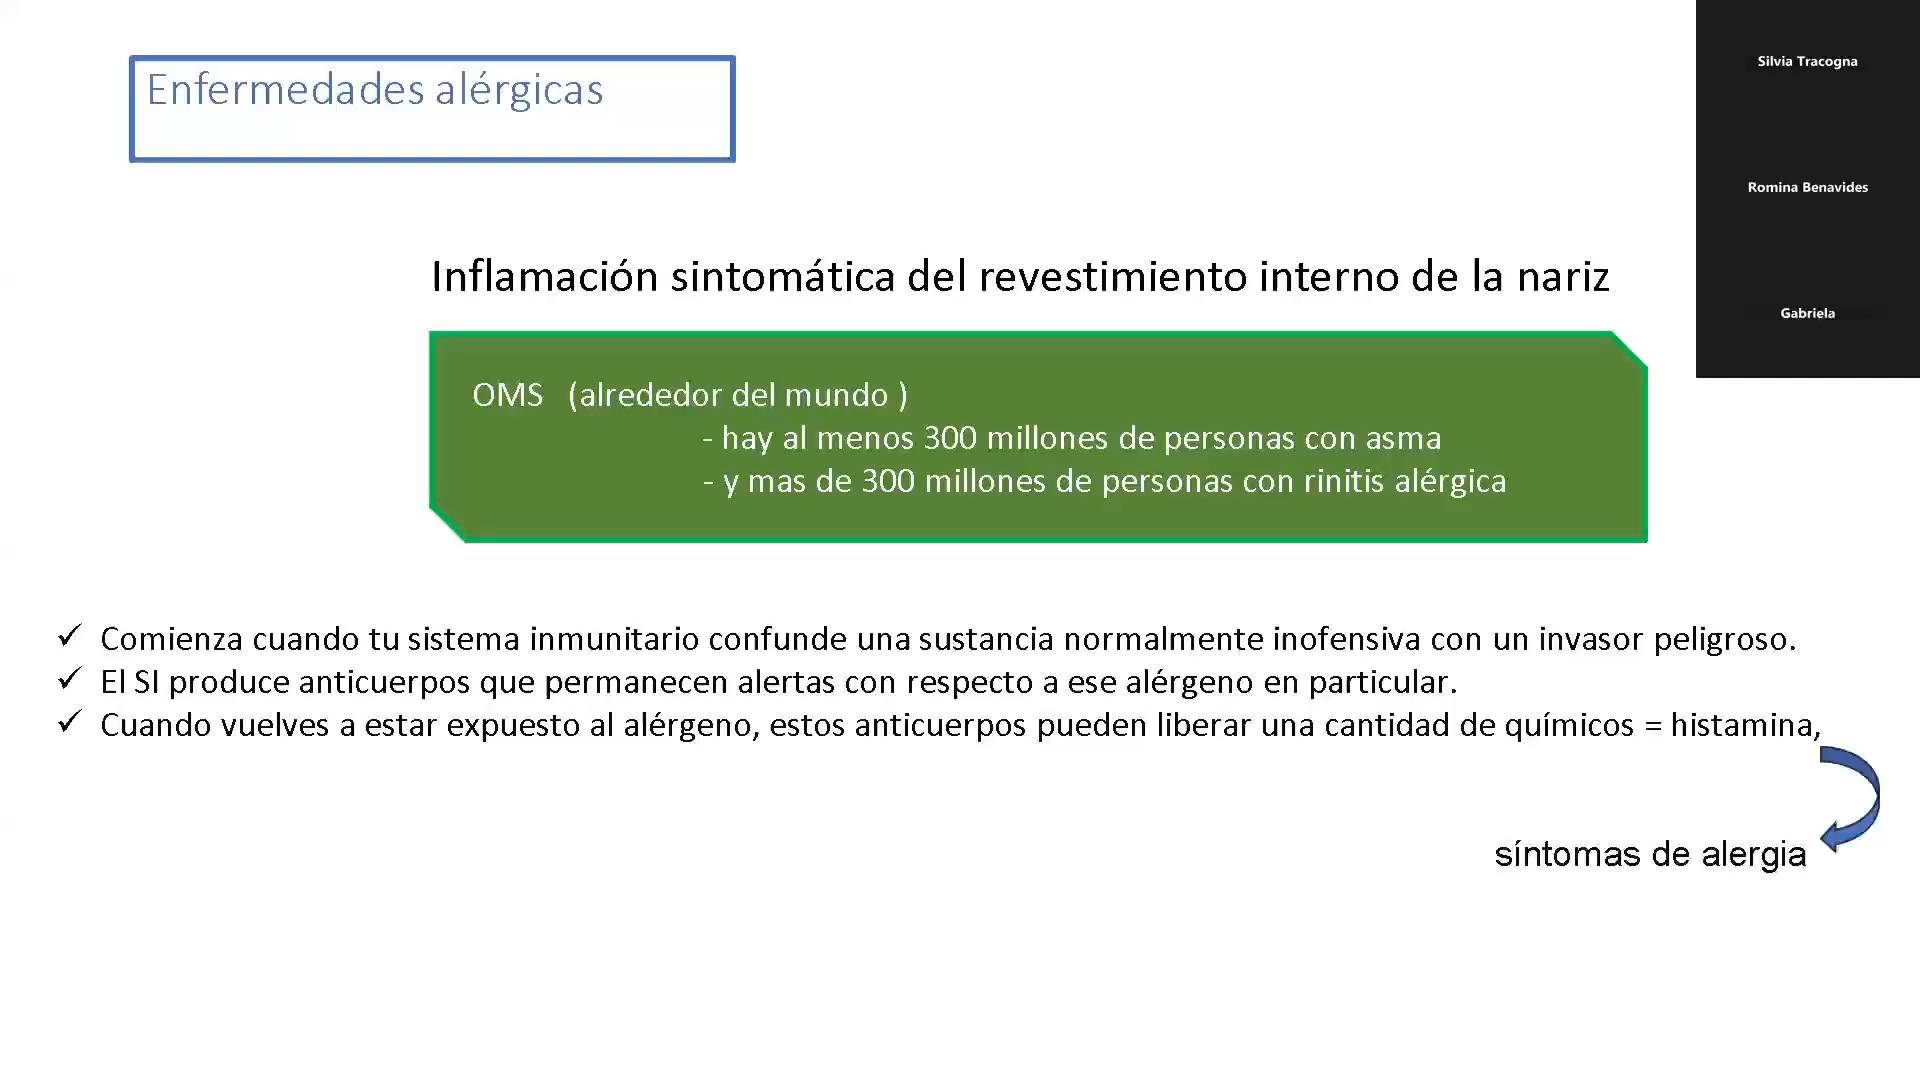 Enfermedades alérgicas
Silvia Tracogna
Romina Benavides
Gabriela
Inflamación sintomática del revestimiento interno de la nariz
OMS (alrededor del mundo )
- hay al menos 300 millones de personas con asma
- y mas de 300 millones de personas con rinitis alérgica
✓ Comienza cuando tu sistema inmunitario confunde una sustancia normalmente inofensiva con un invasor peligroso.
✓ El SI produce anticuerpos que permanecen alertas con respecto a ese alérgeno en particular.
✓ Cuando vuelves a estar expuesto al alérgeno, estos anticuerpos pueden liberar una cantidad de químicos = histamina,
síntomas de alergia